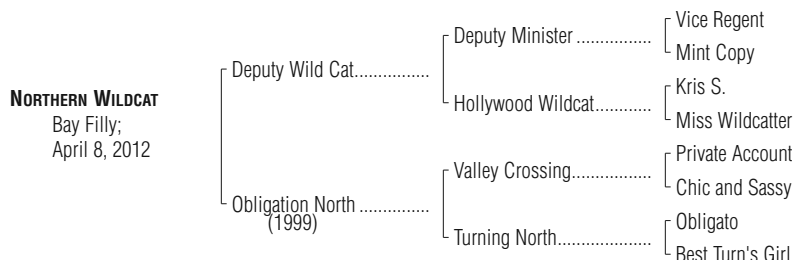 Vice Regent
Deputy Minister ................
Mint Copy
Deputy Wild Cat................
NORTHERN WILDCAT
Bay Filly;
April 8, 2012
Kris S.
Hollywood Wildcat............
Miss Wildcatter
Private Account
Valley Crossing.................
Chic and Sassy
Obligation North ...............
(1999)
Obligato
Turning North....................
Best Turn's Girl